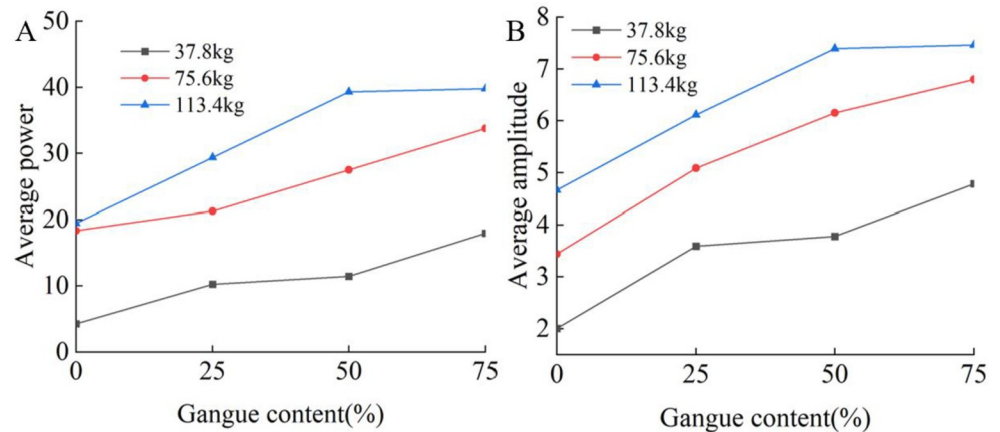 A
50
40
30
20
10
0
Average power
37.8kg
75.6kg
113.4kg
0 25 50 75
Gangue content(%)
B
8
7
6
5
4
3
2
Average amplitude
37.8kg
75.6kg
113.4kg
0 25 50 75
Gangue content(%)